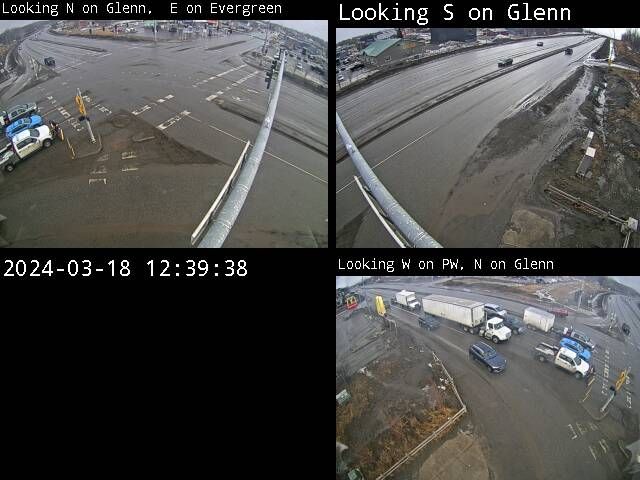 Looking N on Glenn,  E on Evergreen
Looking S on Glenn
2024-03-18 12:39:38
Looking W on PW, N on Glenn